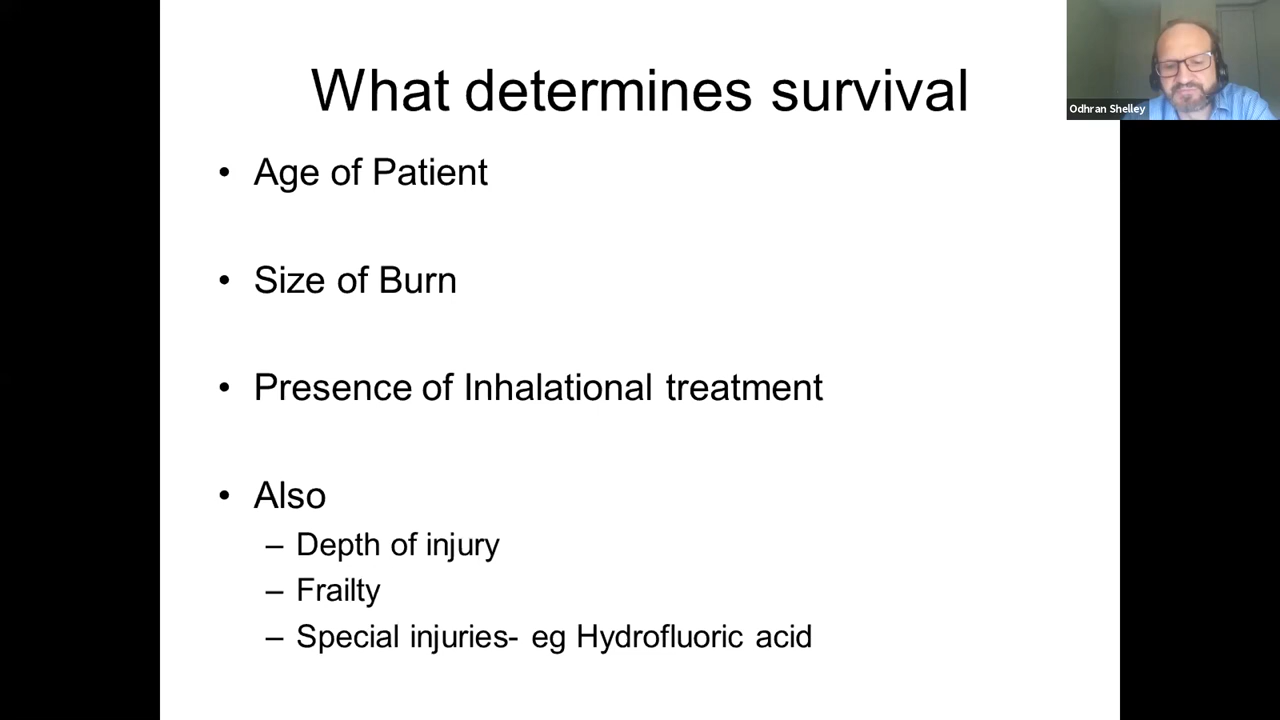 What determines survival
Odhran Shelley
• Age of Patient
• Size of Burn
• Presence of Inhalational treatment
• Also
– Depth of injury
– Frailty
– Special injuries- eg Hydrofluoric acid